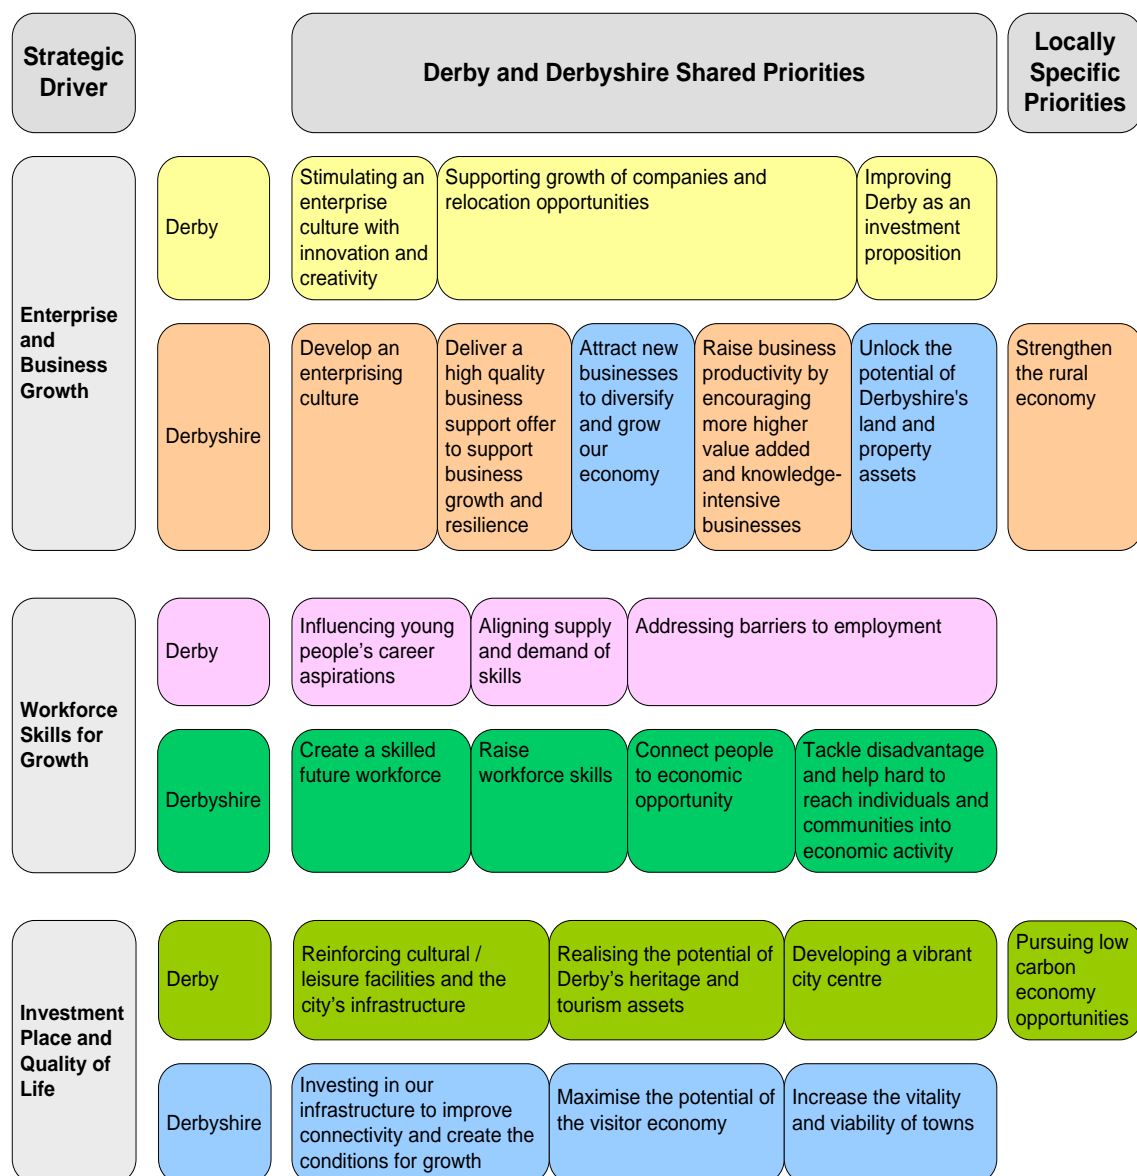 Strategic
Driver
Derby and Derbyshire Shared Priorities
Locally
Specific
Priorities
Enterprise
and
Business
Growth
Derby
Stimulating an
enterprise
culture with
innovation and
creativity
Supporting growth of companies and
relocation opportunities
Improving
Derby as an
investment
proposition
Derbyshire
Develop an
enterprising
culture
Deliver a
high quality
business
support offer
to support
business
growth and
resilience
Attract new
businesses
to diversify
and grow
our
economy
Raise business
productivity by
encouraging
more higher
value added
and knowledge-
intensive
businesses
Unlock the
potential of
Derbyshire's
land and
property
assets
Strengthen
the rural
economy
Workforce
Skills for
Growth
Derby
Influencing young
people’s career
aspirations
Aligning supply
and demand of
skills
Addressing barriers to employment
Derbyshire
Create a skilled
future workforce
Raise
workforce skills
Connect people
to economic
opportunity
Tackle disadvantage
and help hard to
reach individuals and
communities into
economic activity
Investment
Place and
Quality of
Life
Derby
Reinforcing cultural /
leisure facilities and the
city’s infrastructure
Realising the potential of
Derby’s heritage and
tourism assets
Developing a vibrant
city centre
Pursuing low
carbon
economy
opportunities
Derbyshire
Investing in our
infrastructure to improve
connectivity and create the
conditions for growth
Maximise the potential of
the visitor economy
Increase the vitality
and viability of towns